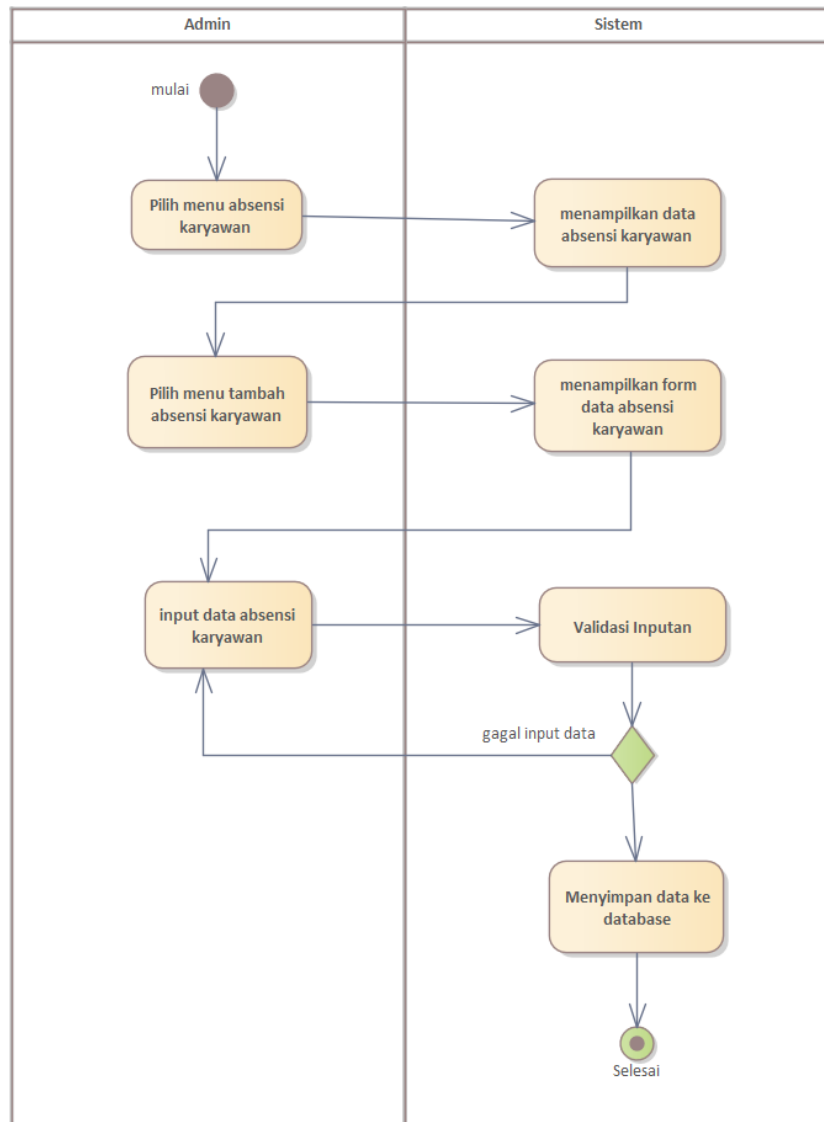 Admin
Sistem
mulai
Pilih menu absensi
karyawan
menampilkan data
absensi karyawan
Pilih menu tambah
absensi karyawan
menampilkan form
data absensi
karyawan
input data absensi
karyawan
Validasi Inputan
gagal input data
Menyimpan data ke
database
Selesai